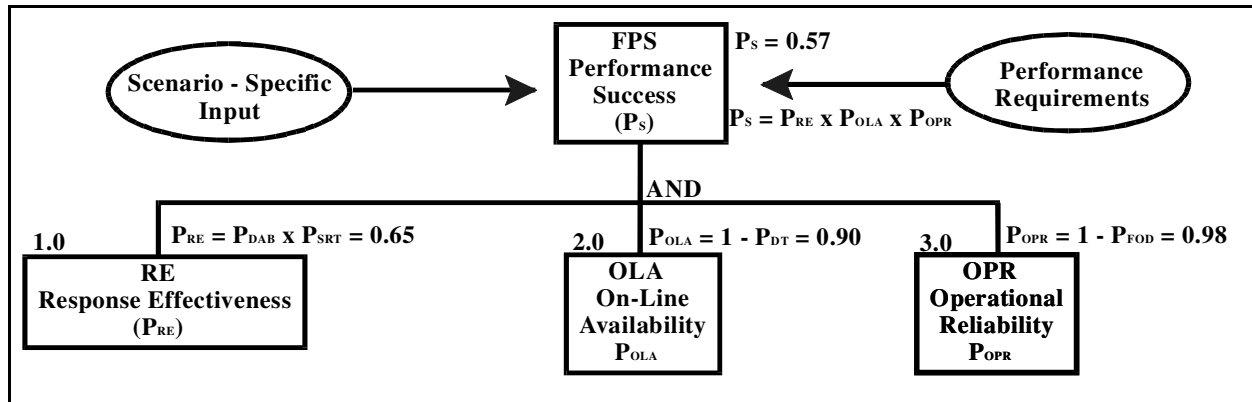 Scenario - Specific
Input
FPS
Performance
Success
(PS)
PS = 0.57
PS = PRE x POLA x POPR
Performance
Requirements
AND
1.0
PRE = PDAB x PSRT = 0.65
RE
Response Effectiveness
(PRE)
2.0
POLA = 1 - PDT = 0.90
OLA
On-Line
Availability
POLA
3.0
POPR = 1 - PFOD = 0.98
OPR
Operational
Reliability
POPR